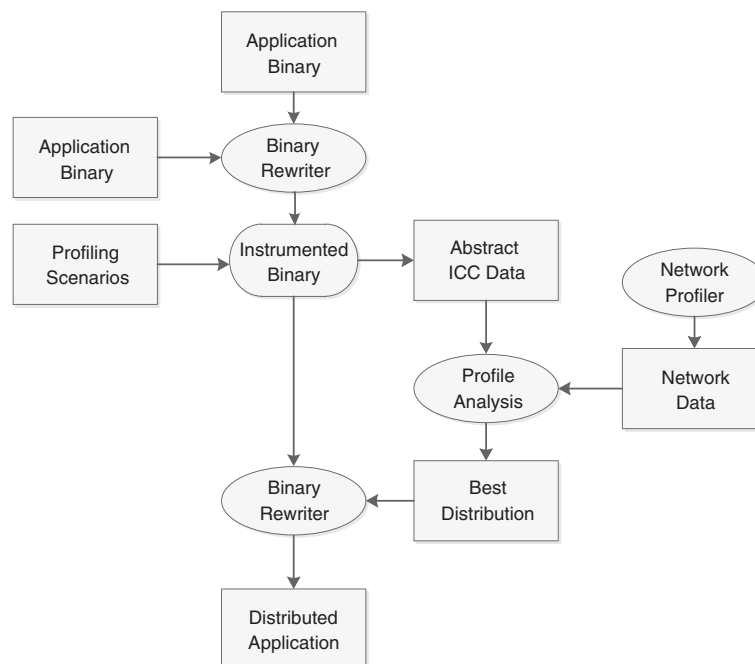 Application
Binary
Application
Binary
Binary
Rewriter
Profiling
Scenarios
Instrumented
Binary
Abstract
ICC Data
Network
Profiler
Profile
Analysis
Network
Data
Binary
Rewriter
Best
Distribution
Distributed
Application